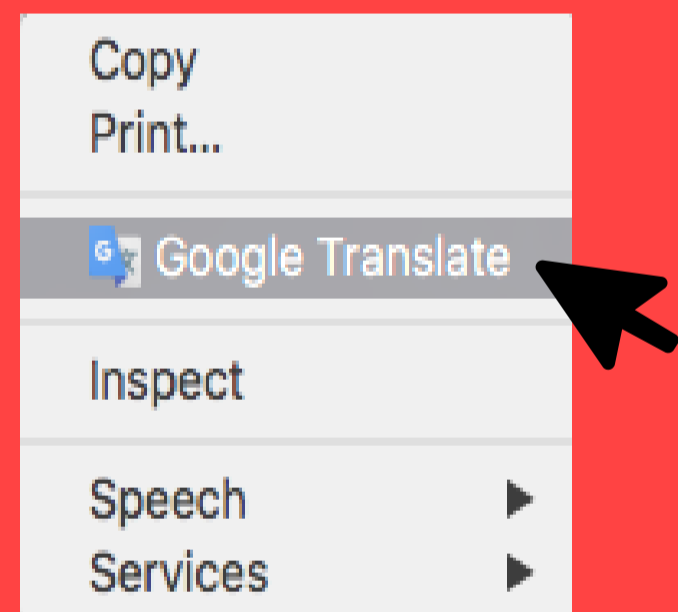 Copy
Print...
Google Translate
Inspect
Speech
Services